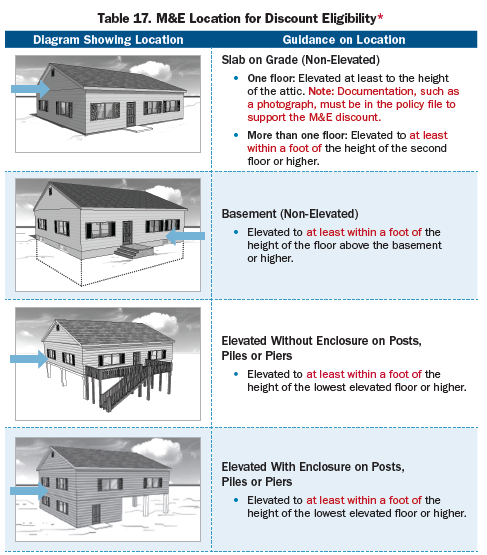 Table 17. M&E Location for Discount Eligibility*
Diagram Showing Location
Guidance on Location
Slab on Grade (Non-Elevated)
• One floor: Elevated at least to the height
of the attic. Note: Documentation, such as
a photograph, must be in the policy file to
support the M&E discount.
• More than one floor: Elevated to at least
within a foot of the height of the second
floor or higher.
Basement (Non-Elevated)
• Elevated to at least within a foot of the
height of the floor above the basement
or higher.
Elevated Without Enclosure on Posts,
Piles or Piers
• Elevated to at least within a foot of the
height of the lowest elevated floor or higher.
Elevated With Enclosure on Posts,
Piles or Piers
• Elevated to at least within a foot of the
height of the lowest elevated floor or higher.